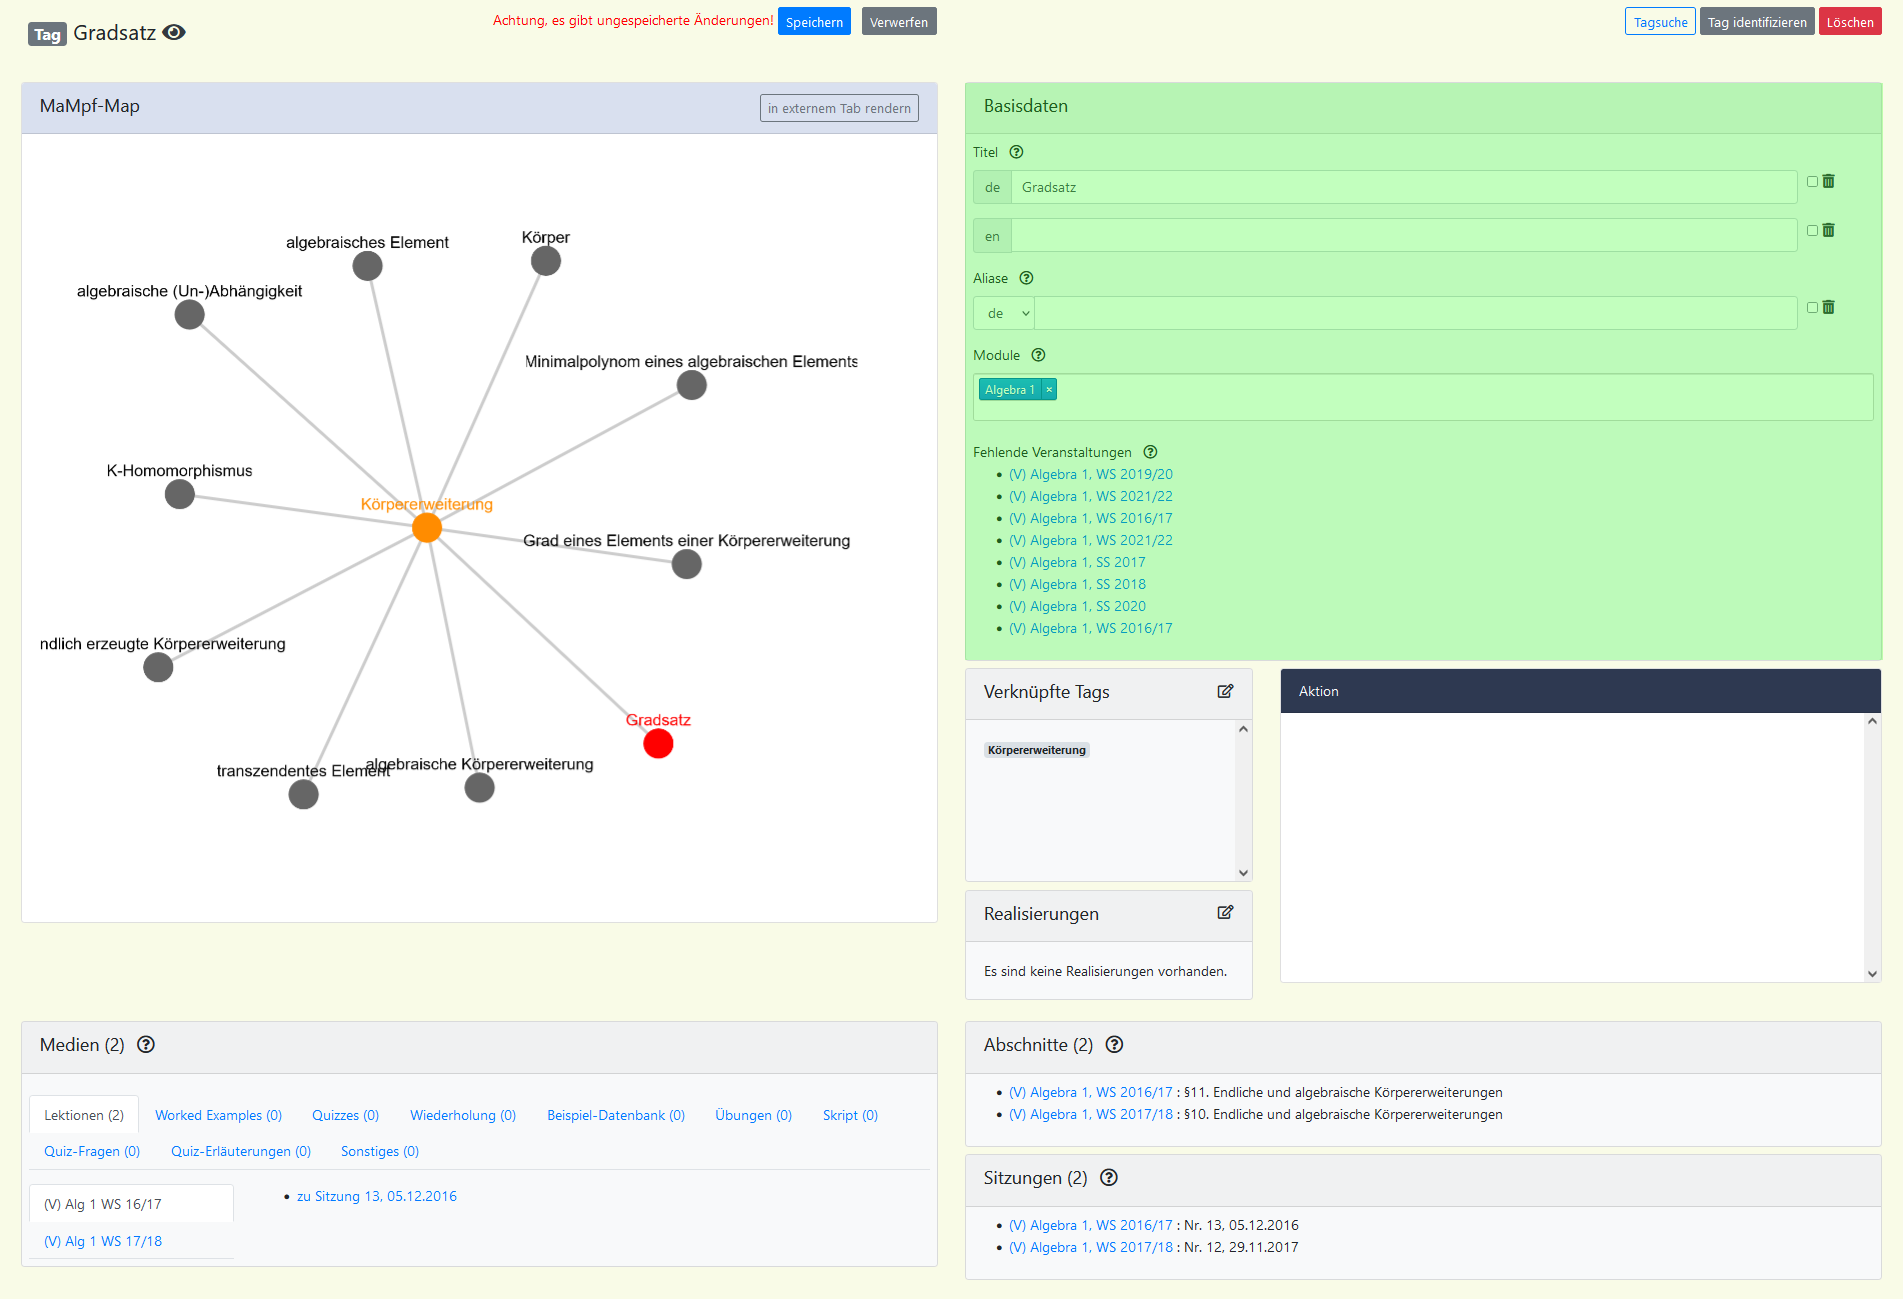 Tag Gradsatz
Achtung, es gibt ungespeicherte Änderungen! Speichern Verwerfen
Tagsuche Tag identifizieren Löschen
MaMpf-Map
in externem Tab rendern
algebraisches Element
Körper
algebraische (Un-)Abhängigkeit
Minimalpolynom eines algebraischen Elements
K-Homomorphismus
Körpererweiterung
Grad eines Elements einer Körpererweiterung
ndlich erzeugte Körpererweiterung
Gradsatz
transzendentes Element
algebraische Körpererweiterung
Basisdaten
Titel
de Gradsatz
en
Aliase
de
Module
Algebra 1 ×
Fehlende Veranstaltungen
(V) Algebra 1, WS 2019/20
(V) Algebra 1, WS 2021/22
(V) Algebra 1, WS 2016/17
(V) Algebra 1, WS 2021/22
(V) Algebra 1, SS 2017
(V) Algebra 1, SS 2018
(V) Algebra 1, SS 2020
(V) Algebra 1, WS 2016/17
Verknüpfte Tags
Körpererweiterung
Aktion
Realisierungen
Es sind keine Realisierungen vorhanden.
Medien (2)
Lektionen (2) Worked Examples (0) Quizzes (0) Wiederholung (0) Beispiel-Datenbank (0) Übungen (0) Skript (0)
Quiz-Fragen (0) Quiz-Erläuterungen (0) Sonstiges (0)
(V) Alg 1 WS 16/17
(V) Alg 1 WS 17/18
zu Sitzung 13, 05.12.2016
Abschnitte (2)
(V) Algebra 1, WS 2016/17 : §11. Endliche und algebraische Körpererweiterungen
(V) Algebra 1, WS 2017/18 : §10. Endliche und algebraische Körpererweiterungen
Sitzungen (2)
(V) Algebra 1, WS 2016/17 : Nr. 13, 05.12.2016
(V) Algebra 1, WS 2017/18 : Nr. 12, 29.11.2017